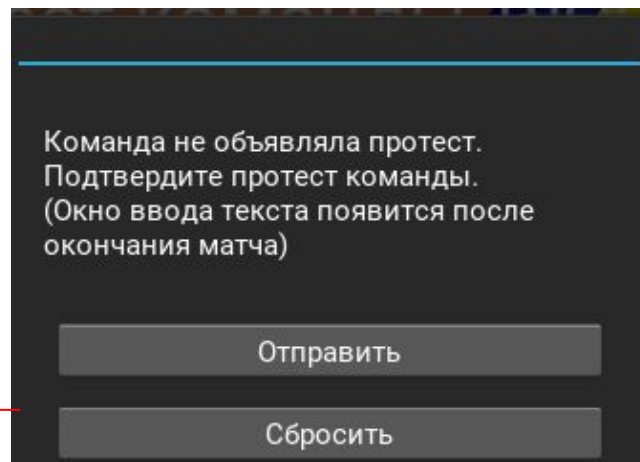 Команда не объявляла протест.
Подтвердите протест команды.
(Окно ввода текста появится после
окончания матча)
Отправить
Сбросить